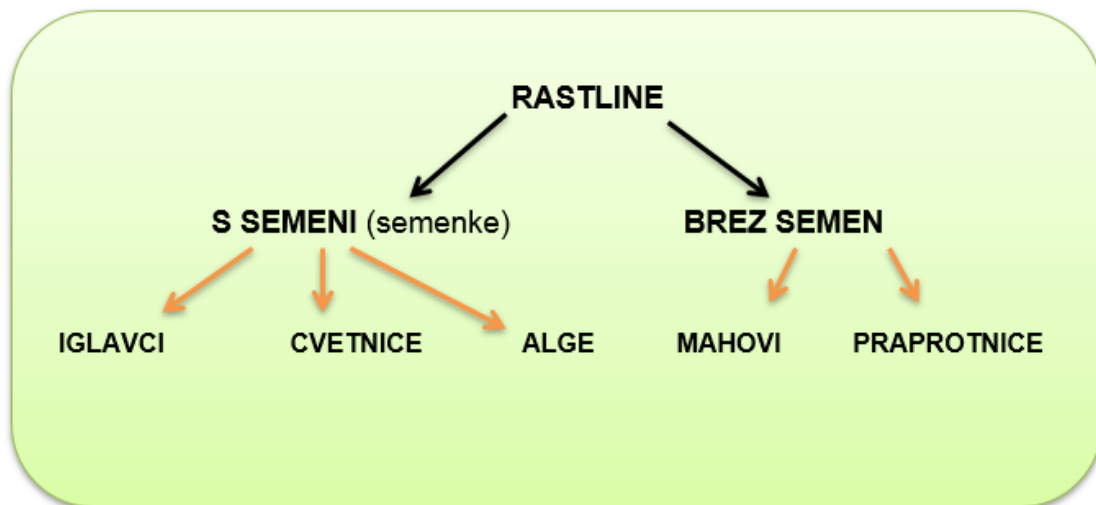 RASTLINE
S SEMENI (semenke)
BREZ SEMEN
IGLAVCI
CVETNICE
ALGE
MAHOVI
PRAPROTNICE